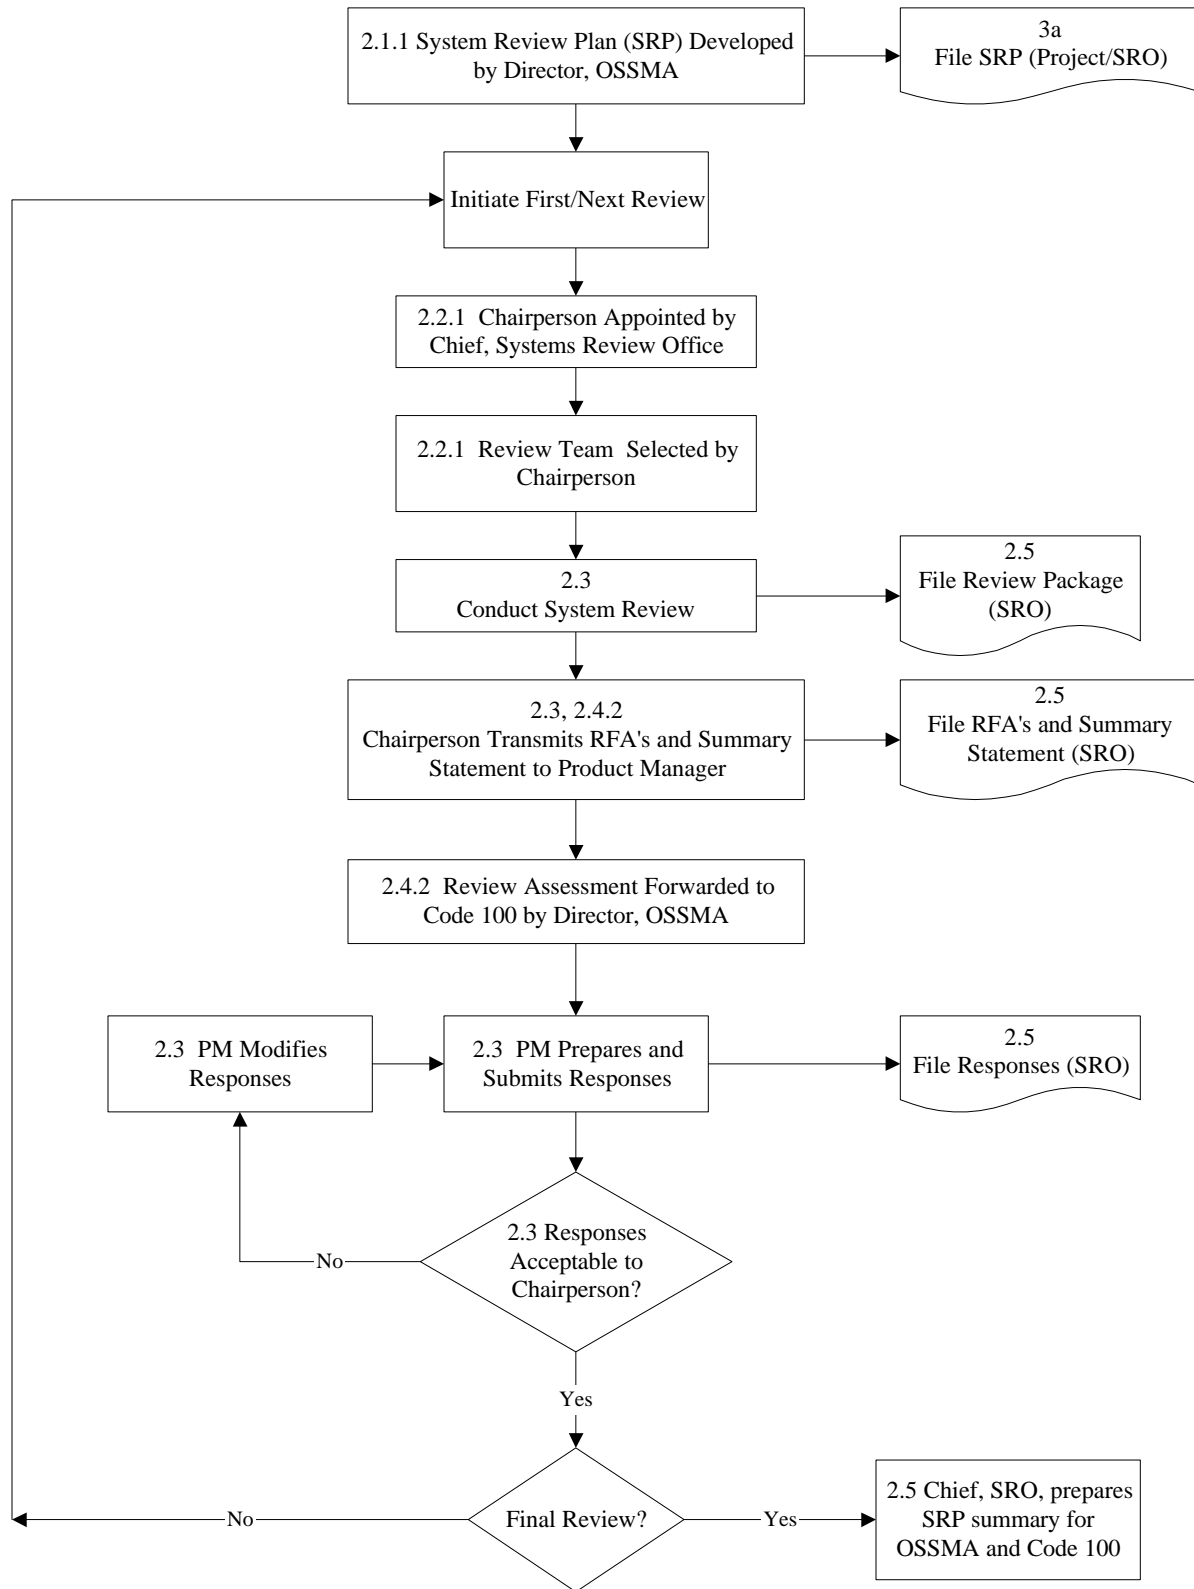 2.1.1 System Review Plan (SRP) Developed
by Director, OSSMA
3a
File SRP (Project/SRO)
Initiate First/Next Review
2.2.1 Chairperson Appointed by
Chief, Systems Review Office
2.2.1 Review Team Selected by
Chairperson
2.3
Conduct System Review
2.5
File Review Package
(SRO)
2.3, 2.4.2
Chairperson Transmits RFA's and Summary
Statement to Product Manager
2.5
File RFA's and Summary
Statement (SRO)
2.4.2 Review Assessment Forwarded to
Code 100 by Director, OSSMA
2.3 PM Modifies
Responses
2.3 PM Prepares and
Submits Responses
2.5
File Responses (SRO)
2.3 Responses
Acceptable to
Chairperson?
No
Yes
Final Review?
No
Yes
2.5 Chief, SRO, prepares
SRP summary for
OSSMA and Code 100